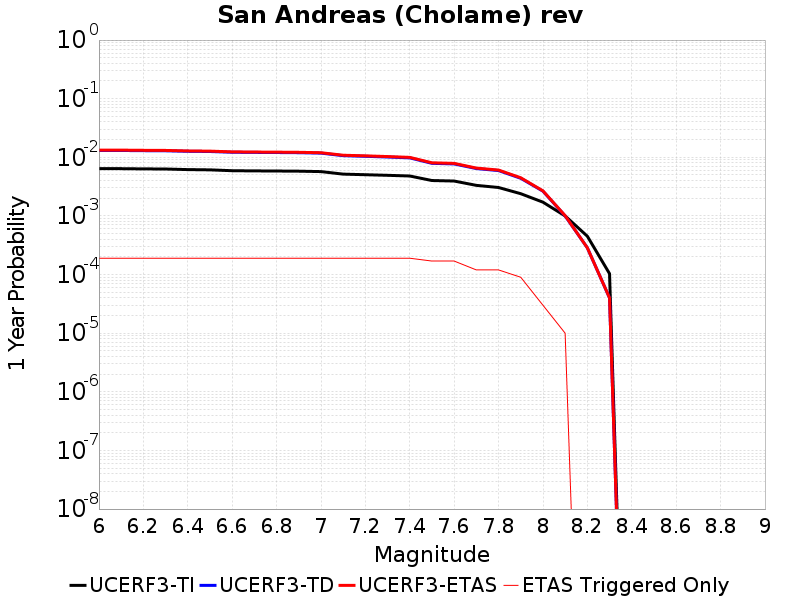 San Andreas (Cholame) rev
10^0
10^-1
10^-2
10^-3
10^-4
10^-5
10^-6
10^-7
10^-8
1 Year Probability
6 6.2 6.4 6.6 6.8 7 7.2 7.4 7.6 7.8 8 8.2 8.4 8.6 8.8 9
Magnitude
UCERF3-TI UCERF3-TD UCERF3-ETAS ETAS Triggered Only